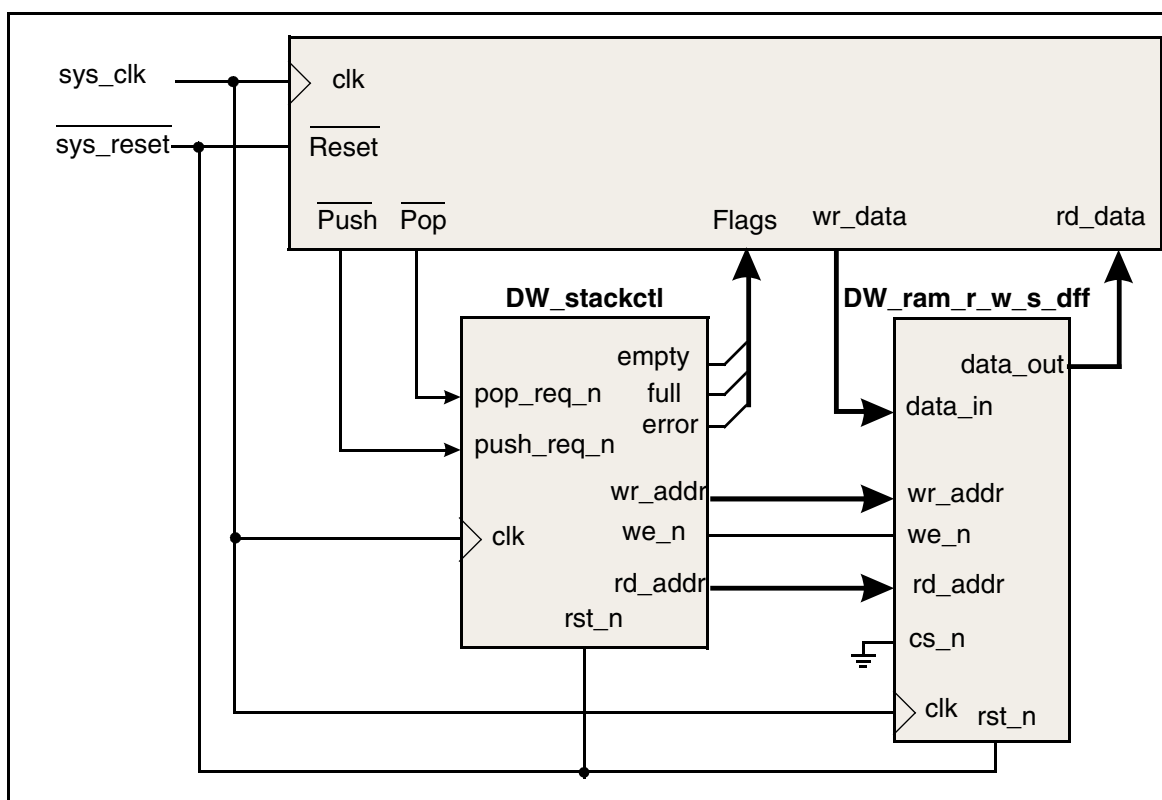 sys_clk
clk
sys_reset
Reset
Push
Pop
Flags
wr_data
rd_data
DW_stackctl
DW_ram_r_w_s_dff
empty
full
error
pop_req_n
push_req_n
wr_addr
clk
we_n
rd_addr
rst_n
data_out
data_in
wr_addr
we_n
rd_addr
cs_n
clk
rst_n